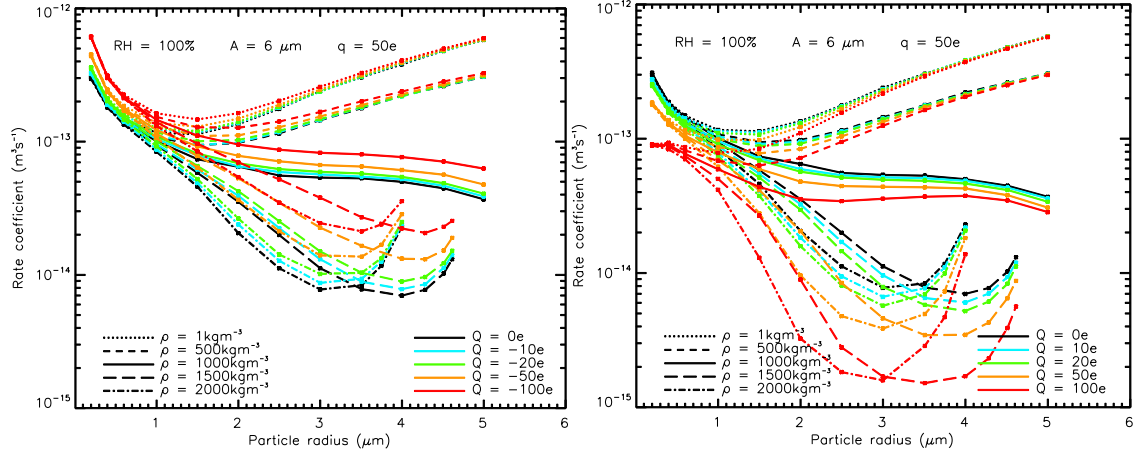 10⁻¹²
RH = 100% A = 6 μm q = 50e
10⁻¹³
10⁻¹⁴
10⁻¹⁵
Rate coefficient (m³s⁻¹)
ρ = 1kgm⁻³
ρ = 500kgm⁻³
ρ = 1000kgm⁻³
ρ = 1500kgm⁻³
ρ = 2000kgm⁻³
Q = 0e
Q = −10e
Q = −20e
Q = −50e
Q = −100e
1 2 3 4 5 6
Particle radius (μm)
10⁻¹²
RH = 100% A = 6 μm q = 50e
10⁻¹³
10⁻¹⁴
10⁻¹⁵
Rate coefficient (m³s⁻¹)
ρ = 1kgm⁻³
ρ = 500kgm⁻³
ρ = 1000kgm⁻³
ρ = 1500kgm⁻³
ρ = 2000kgm⁻³
Q = 0e
Q = 10e
Q = 20e
Q = 50e
Q = 100e
1 2 3 4 5 6
Particle radius (μm)